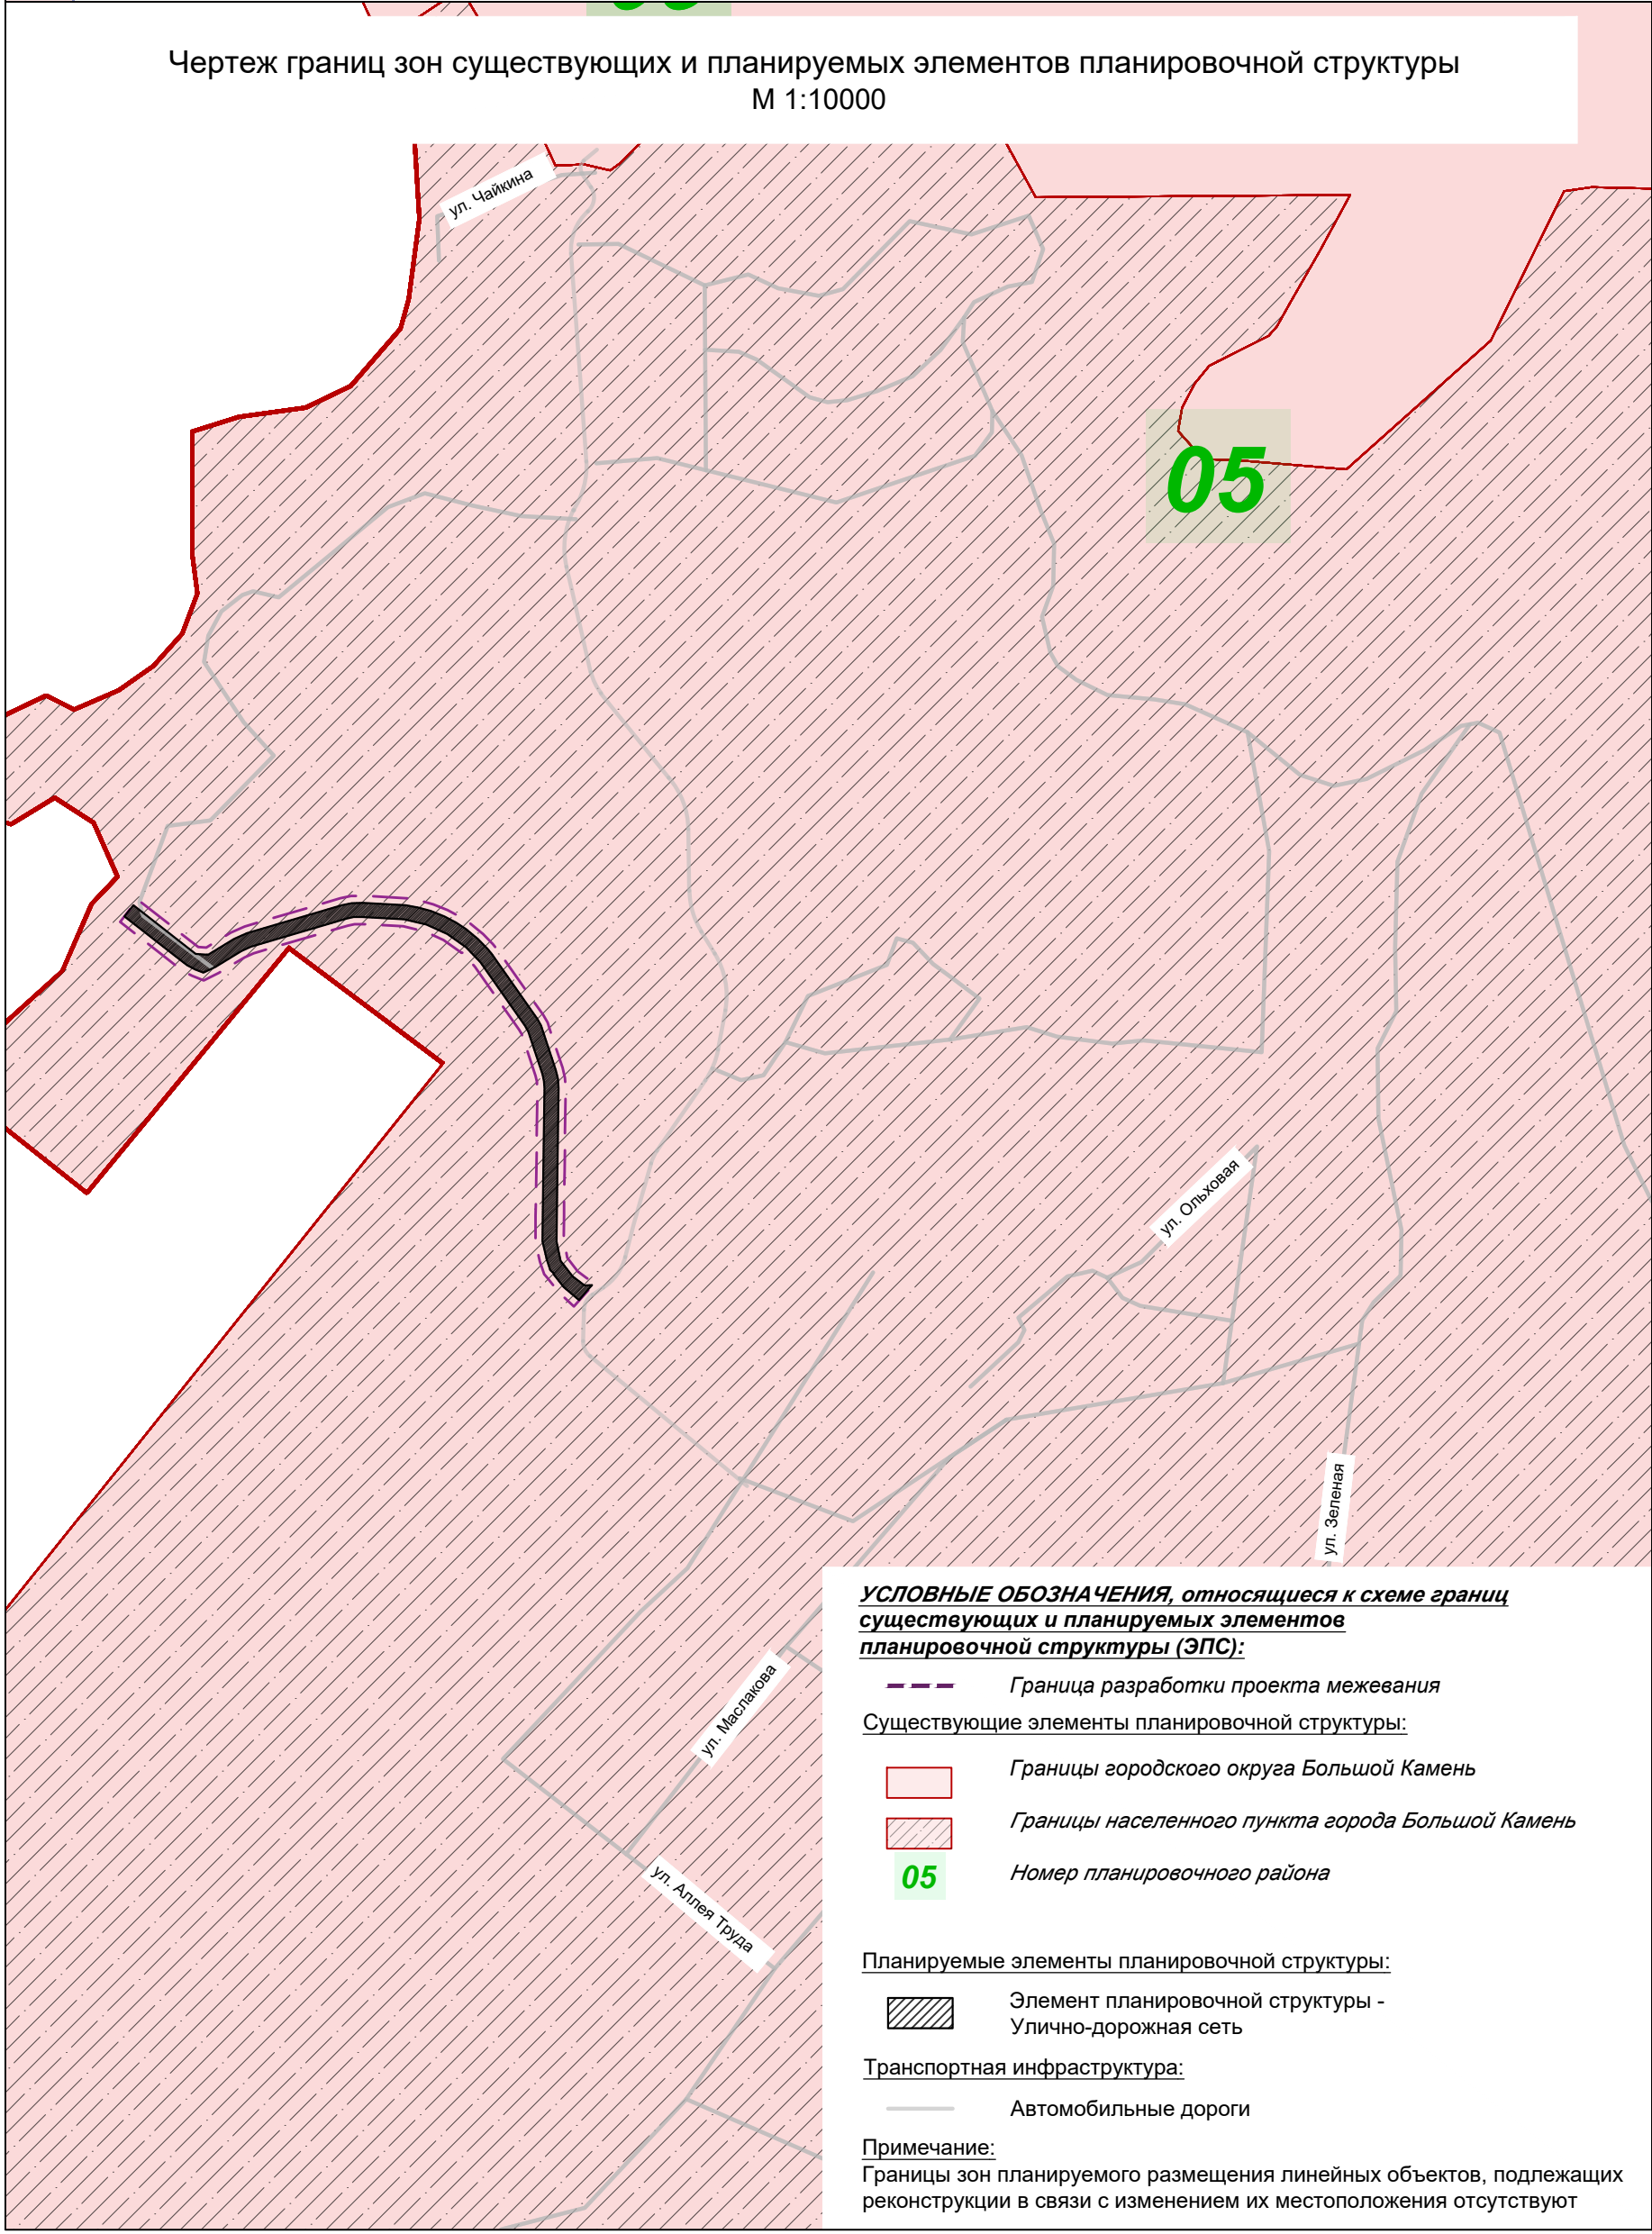 Чертеж границ зон существующих и планируемых элементов планировочной структуры
М 1:10000
ул. Чайкина
05
ул. Ольховая
ул. Зеленая
ул. Маслакова
ул. Аллея Труда
УСЛОВНЫЕ ОБОЗНАЧЕНИЯ, относящиеся к схеме границ
существующих и планируемых элементов
планировочной структуры (ЭПС):
Граница разработки проекта межевания
Существующие элементы планировочной структуры:
Границы городского округа Большой Камень
Границы населенного пункта города Большой Камень
05
Номер планировочного района
Планируемые элементы планировочной структуры:
Элемент планировочной структуры -
Улично-дорожная сеть
Транспортная инфраструктура:
Автомобильные дороги
Примечание:
Границы зон планируемого размещения линейных объектов, подлежащих
реконструкции в связи с изменением их местоположения отсутствуют